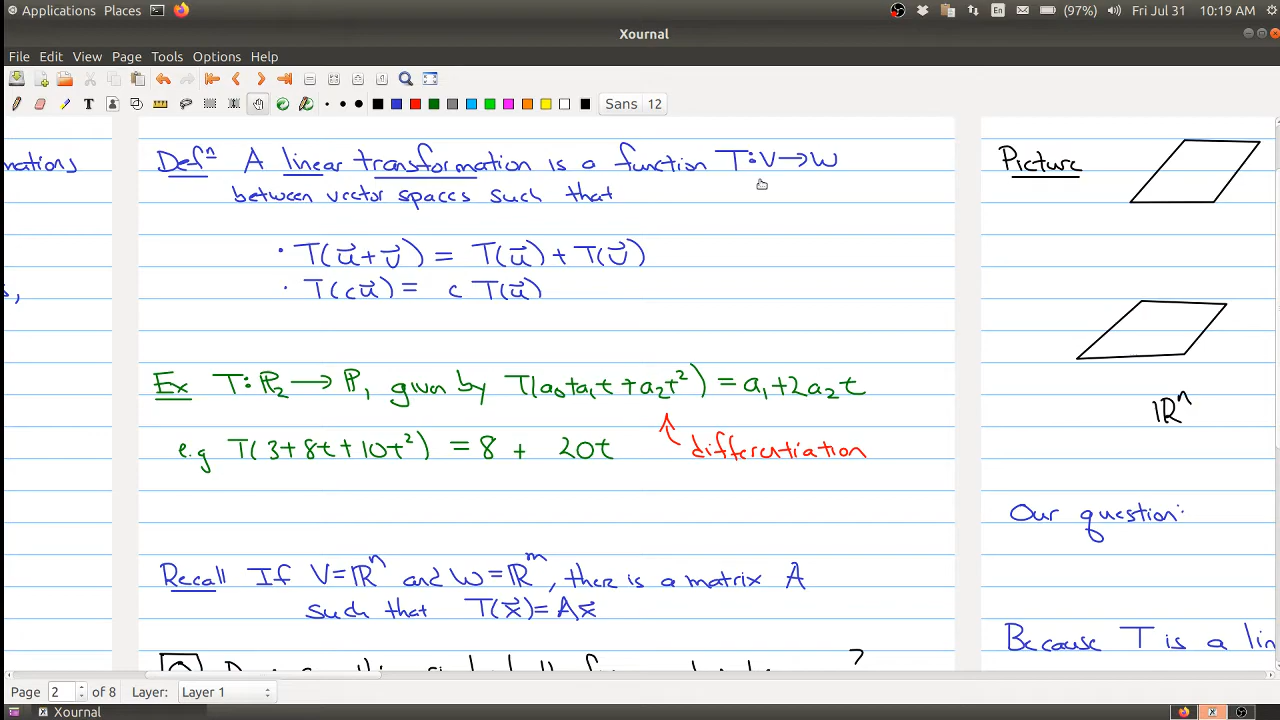 Applications Places En (97%) Fri Jul 31 10:19 AM
Xournal
File Edit View Page Tools Options Help
Sans 12
mations
s,
Defⁿ A linear transformation is a function T:V→W
between vector spaces such that
· T(u⃗+v⃗) = T(u⃗)+T(v⃗)
· T(cu⃗) = c T(u⃗)
Ex T:ℙ₂→ℙ₁ given by T(a₀+a₁t+a₂t²) = a₁+2a₂t
e.g T(3+8t+10t²) = 8 + 20t
differentiation
Recall If V=ℝⁿ and W=ℝᵐ, there is a matrix A
such that T(x⃗)=Ax⃗
Picture
ℝⁿ
Our question:
Because T is a lin
Page 2 of 8 Layer: Layer 1
Xournal